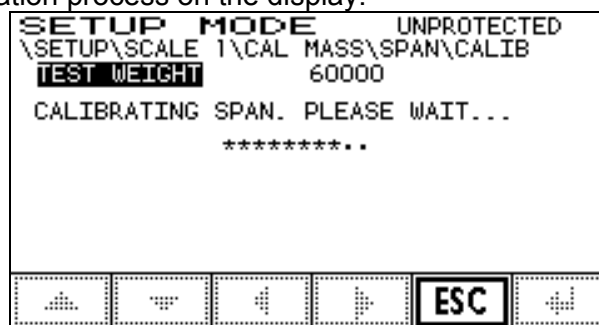 ation process on the display.
SETUP MODE UNPROTECTED
\SETUP\SCALE 1\CAL MASS\SPAN\CALIB
TEST WEIGHT 60000
CALIBRATING SPAN. PLEASE WAIT...
********..
ESC